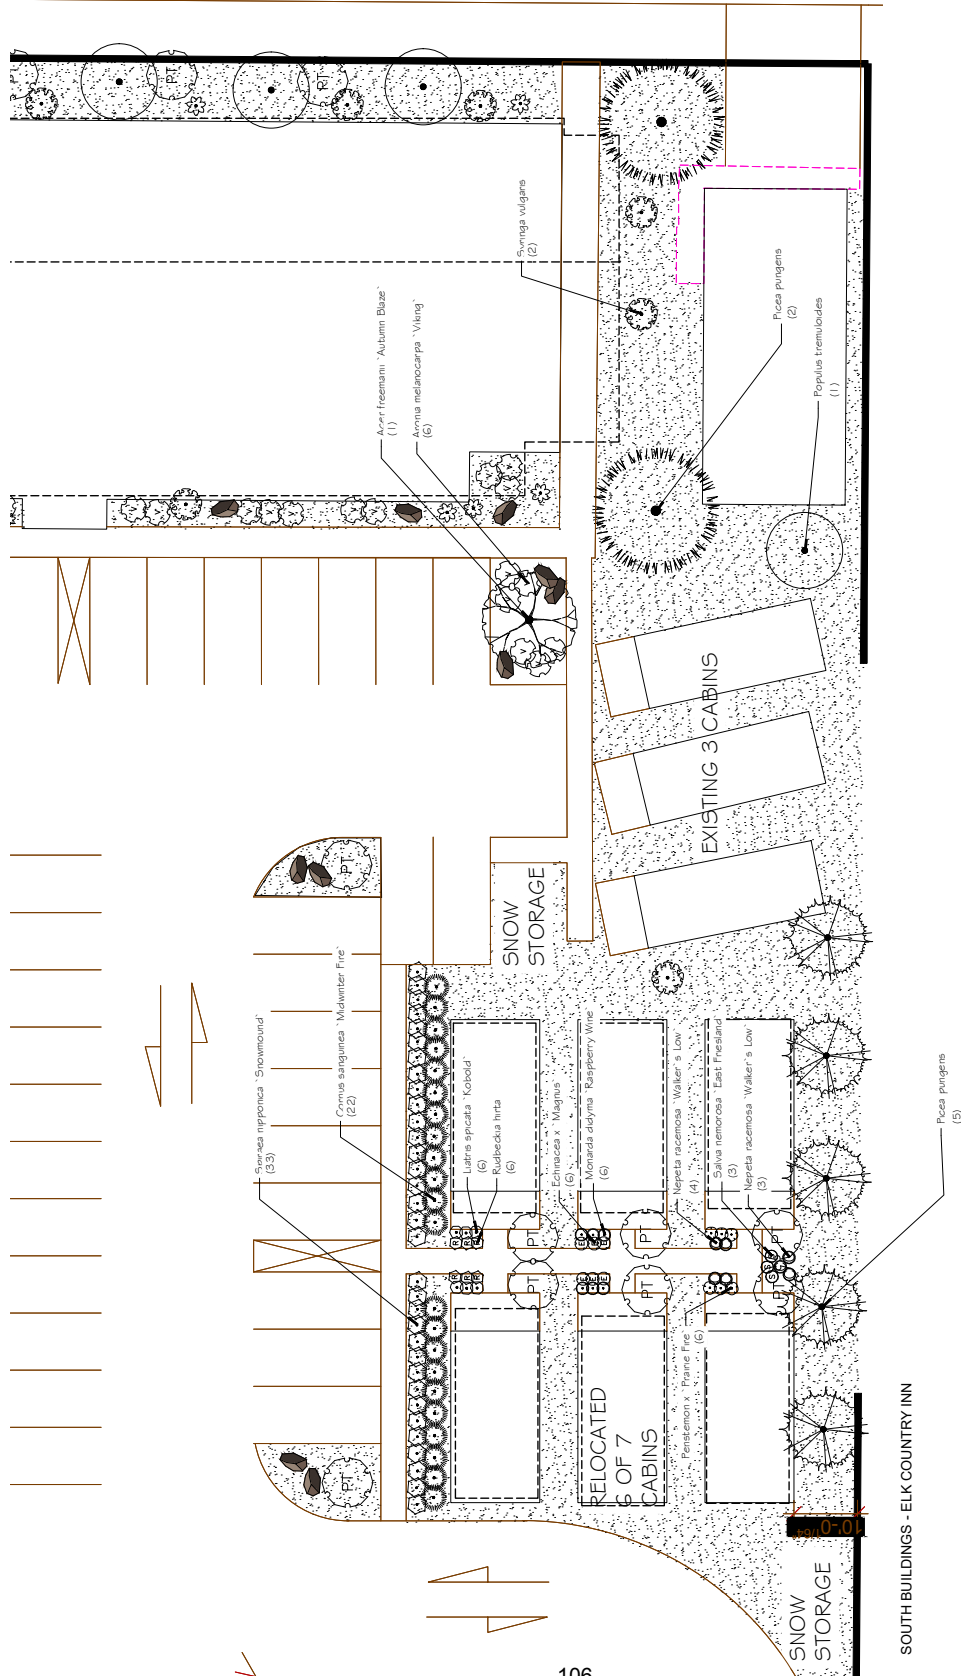 Syringa vulgaris
(2)
Acer freemanii `Autumn Blaze`
(1)
Aronia melanocarpa `Viking`
(6)
Picea pungens
(2)
Populus tremuloides
(1)
PT
PT
PT
EXISTING 3 CABINS
PT
SNOW
STORAGE
Spiraea nipponica `Snowmound`
(33)
Cornus sanguinea `Midwinter Fire`
(22)
Liatris spicata `Kobold`
(6)
Rudbeckia hirta
(6)
Echinacea x `Magnus`
(6)
Monarda didyma `Raspberry Wine
(6)
Nepeta racemosa `Walker`s Low`
(4)
Salvia nemorosa `East Friesland`
(3)
Nepeta racemosa `Walker`s Low`
(3)
Picea pungens
(5)
PT
PT
PT
PT
PT
PT
Penstemon x `Prairie Fire`
(6)
RELOCATED
6 OF 7
CABINS
PT
10'-0"
SNOW
STORAGE
SOUTH BUILDINGS - ELK COUNTRY INN
106